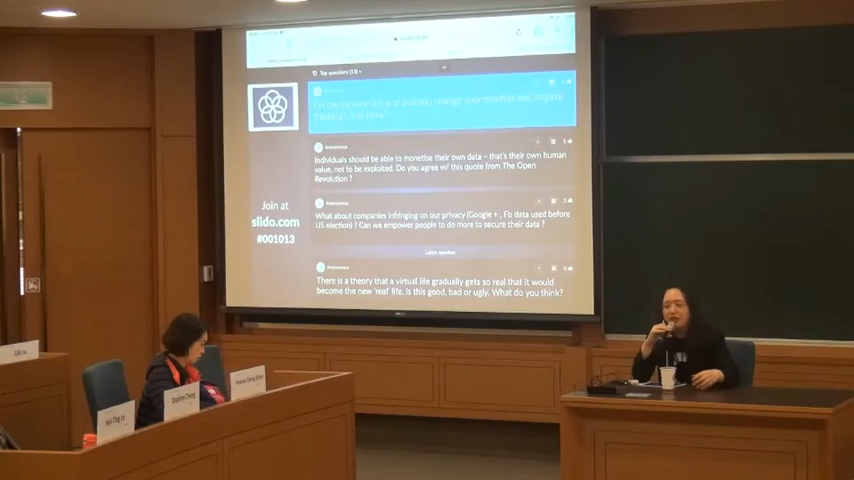 Top questions (13)
Do the minister era and position change your mindset and original
thinking? And How?
Anonymous
Individuals should be able to monetise their own data – that's their own human
value, not to be exploited. Do you agree w/ this quote from The Open
Revolution ?
Anonymous
What about companies infringing on our privacy (Google + , Fb data used before
US election) ? Can we empower people to do more to secure their data ?
Latest question
Anonymous
There is a theory that a virtual life gradually gets so real that it would
become the new 'real' life. Is this good, bad or ugly, What do you think?
Join at
slido.com
#001013
Daphne Chang